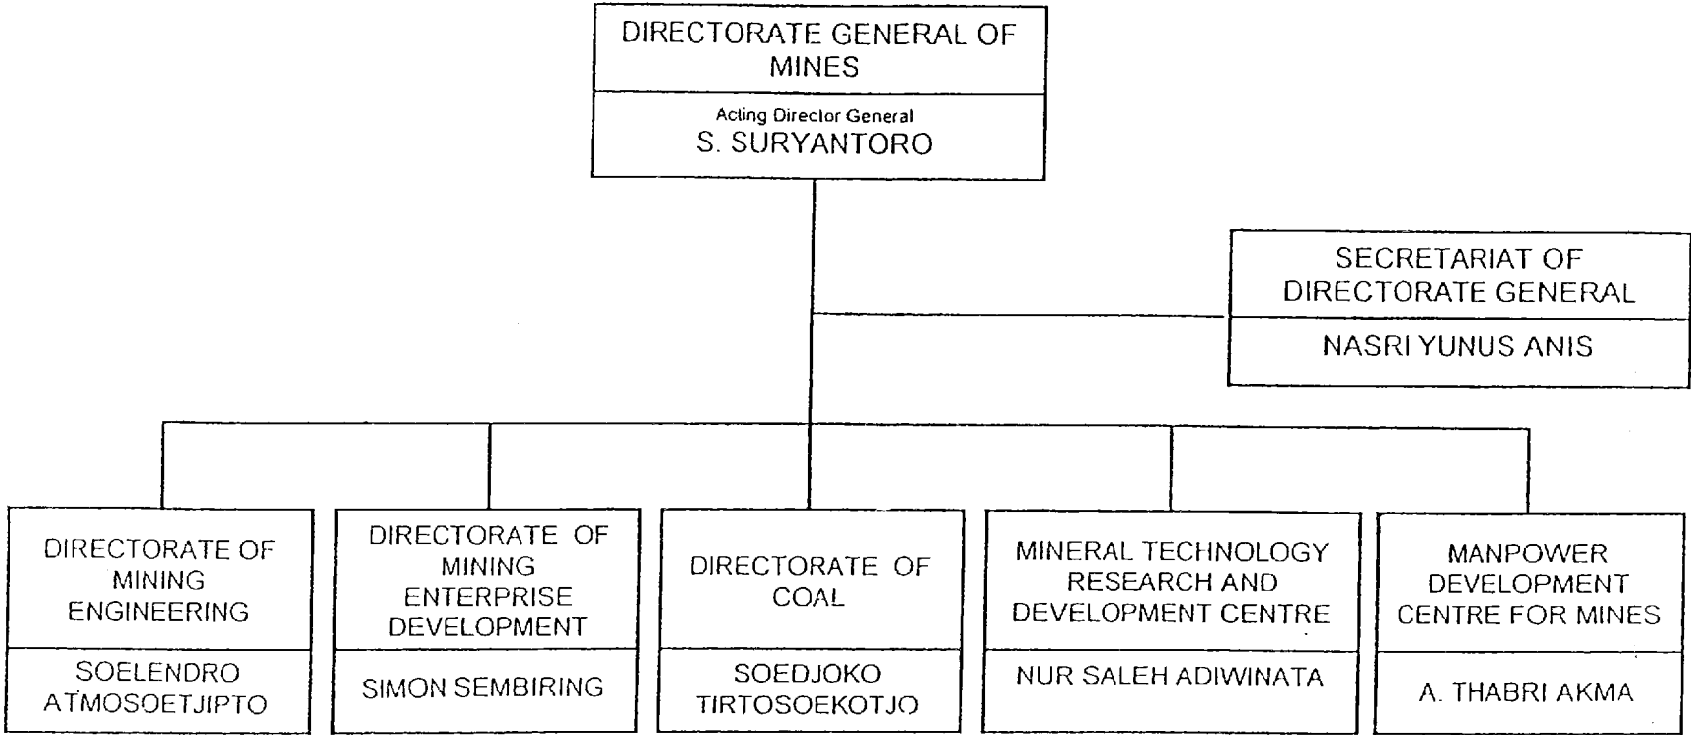 DIRECTORATE GENERAL OF
MINES
Acting Director General
S. SURYANTORO
SECRETARIAT OF
DIRECTORATE GENERAL
NASRI YUNUS ANIS
DIRECTORATE OF
MINING
ENGINEERING
SOELENDRO
ATMOSOETJIPTO
DIRECTORATE OF
MINING
ENTERPRISE
DEVELOPMENT
SIMON SEMBIRING
DIRECTORATE OF
COAL
SOEDJOKO
TIRTOSOEKOTJO
MINERAL TECHNOLOGY
RESEARCH AND
DEVELOPMENT CENTRE
NUR SALEH ADIWINATA
MANPOWER
DEVELOPMENT
CENTRE FOR MINES
A. THABRI AKMA